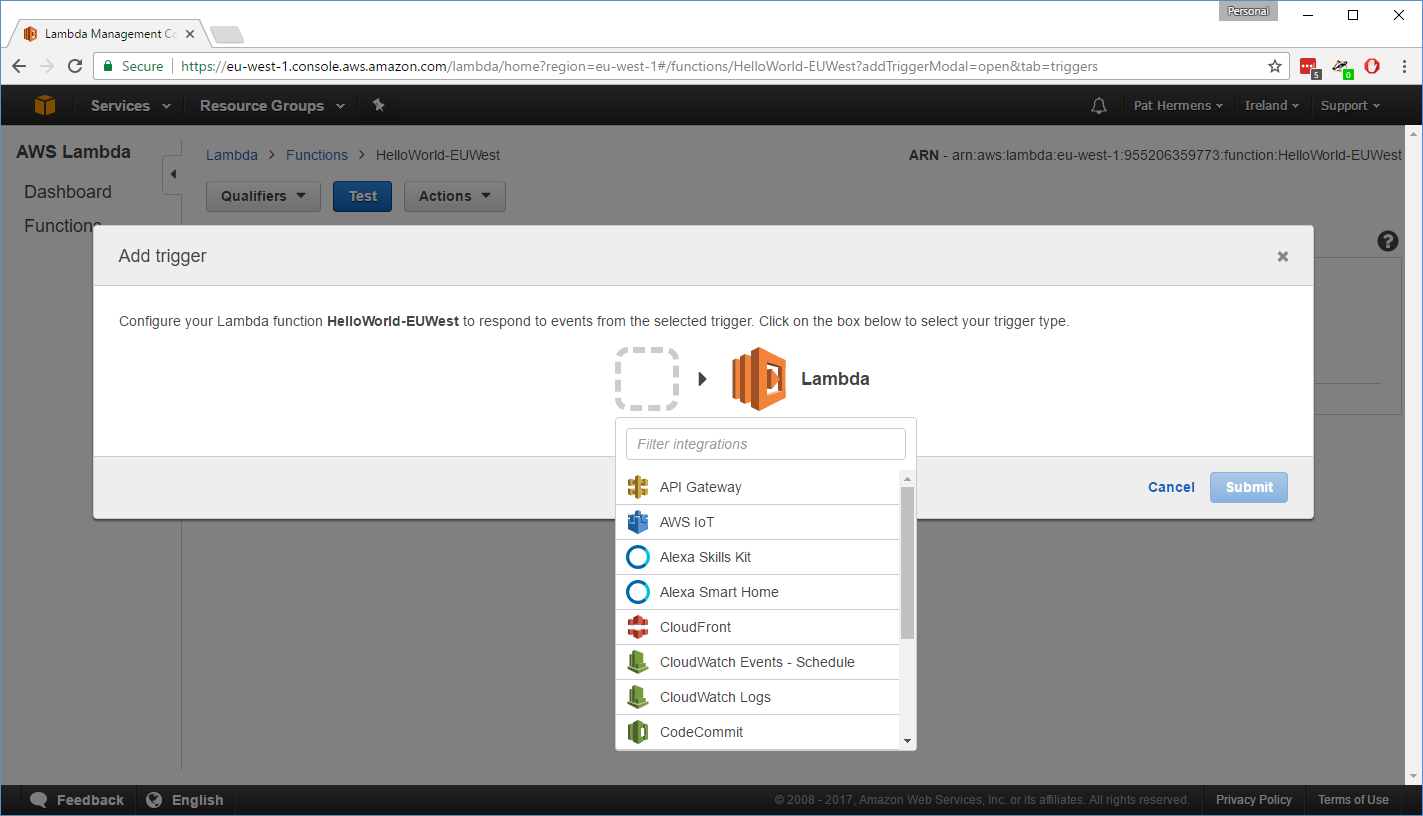 Personal
Lambda Management Co
Secure
https://eu-west-1.console.aws.amazon.com/lambda/home?region=eu-west-1#/functions/HelloWorld-EUWest?addTriggerModal=open&tab=triggers
5
0
Services
Resource Groups
Pat Hermens
Ireland
Support
AWS Lambda
Lambda > Functions > HelloWorld-EUWest
ARN - arn:aws:lambda:eu-west-1:955206359773:function:HelloWorld-EUWest
Dashboard
Qualifiers
Test
Actions
Functions
?
Add trigger
Configure your Lambda function HelloWorld-EUWest to respond to events from the selected trigger. Click on the box below to select your trigger type.
Lambda
Filter integrations
API Gateway
AWS IoT
Alexa Skills Kit
Alexa Smart Home
CloudFront
CloudWatch Events - Schedule
CloudWatch Logs
CodeCommit
Cancel
Submit
Feedback
English
© 2008 - 2017, Amazon Web Services, Inc. or its affiliates. All rights reserved.
Privacy Policy
Terms of Use